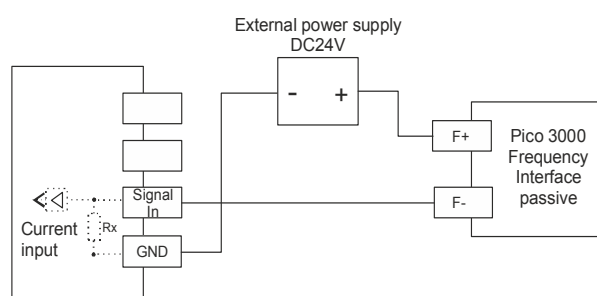 External power supply
DC24V
- +
F+
Pico 3000
Frequency
Interface
passive
Signal
In
F-
Current
input
Rx
GND